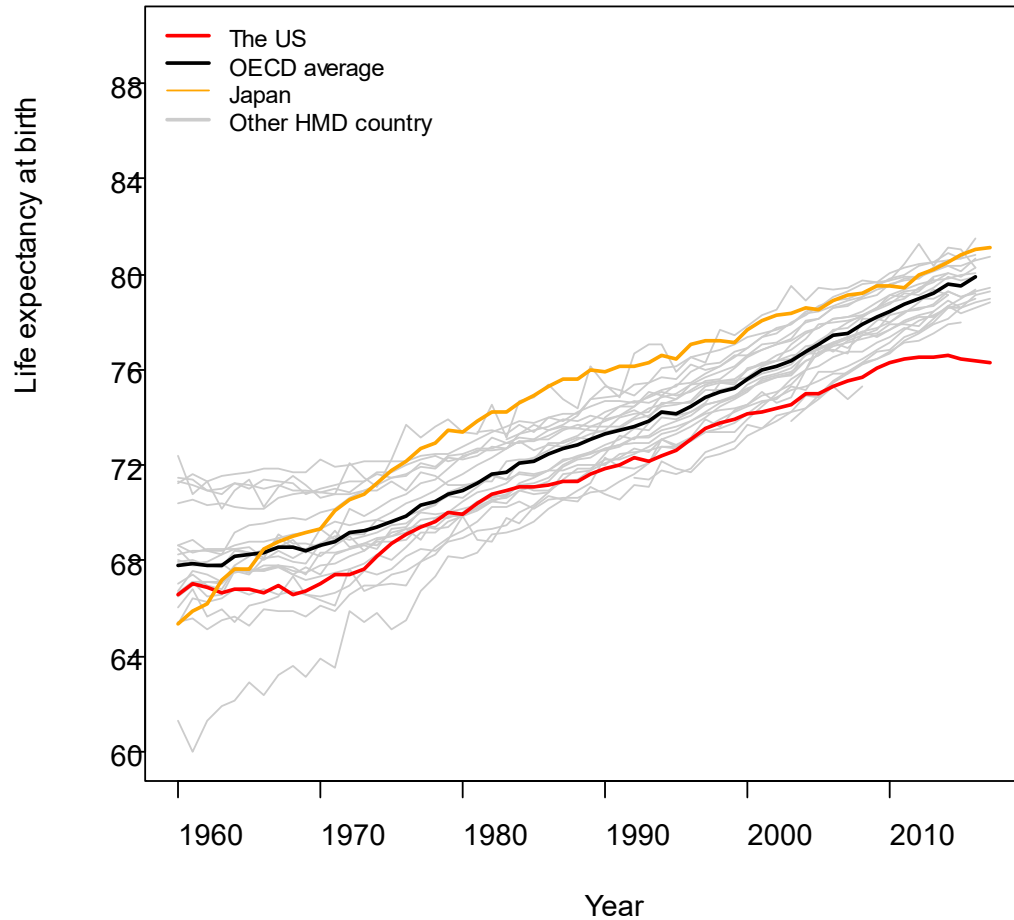 The US
OECD average
Japan
Other HMD country
Life expectancy at birth
88
84
80
76
72
68
64
60
1960
1970
1980
1990
2000
2010
Year